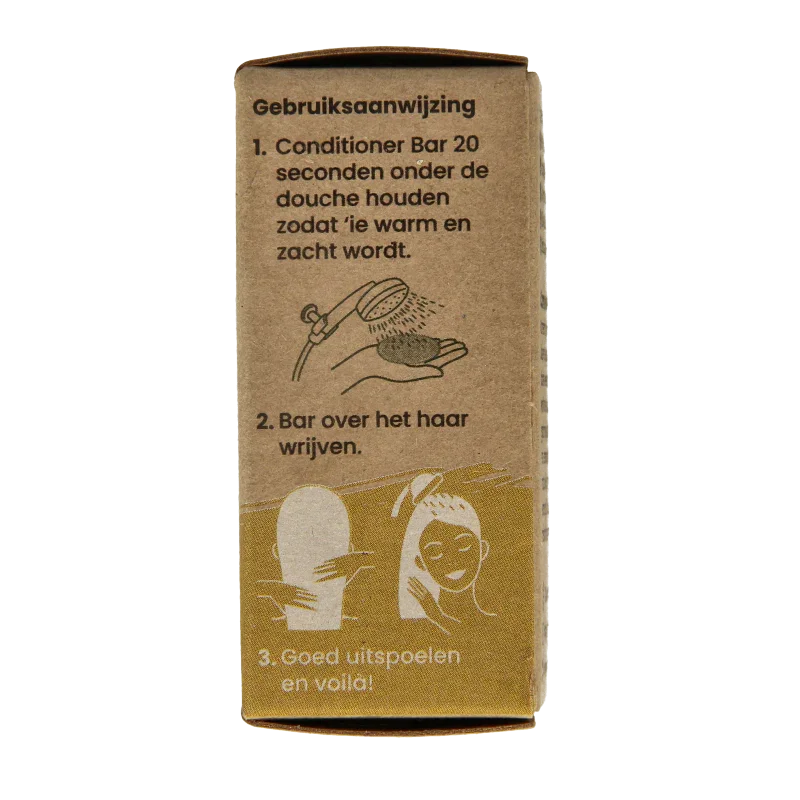 Gebruiksaanwijzing
1. Conditioner Bar 20
seconden onder de
douche houden
zodat ‘ie warm en
zacht wordt.
2. Bar over het haar
wrijven.
3. Goed uitspoelen
en voilà!